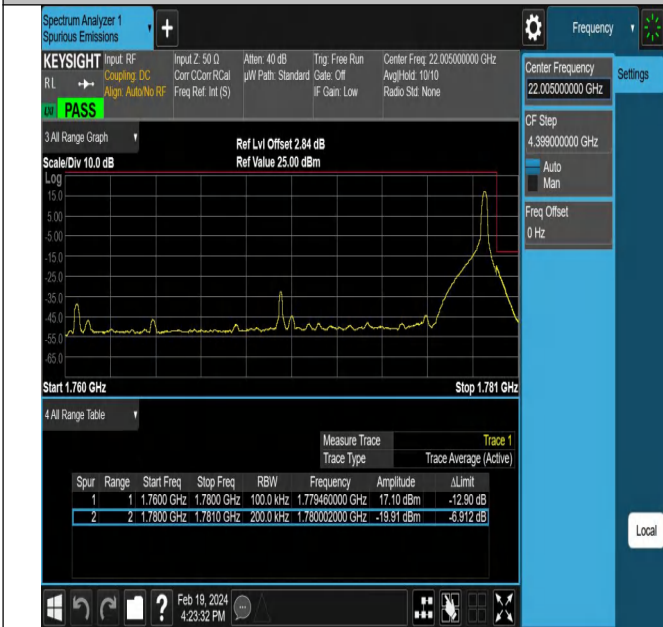 Spectrum Analyzer 1
Spurious Emissions
Frequency
KEYSIGHT
RL
PASS
Input: RF
Coupling: DC
Align: Auto/No RF
Input Z: 50 Ω
Corr CCorr RCal
Freq Ref: Int (S)
Atten: 40 dB
µW Path: Standard
Trig: Free Run
Gate: Off
IF Gain: Low
Center Freq: 22.005000000 GHz
Avg|Hold: 10/10
Radio Std: None
Center Frequency
22.005000000 GHz
Settings
CF Step
4.399000000 GHz
Auto
Man
Freq Offset
0 Hz
3 All Range Graph
Scale/Div 10.0 dB
Ref Lvl Offset 2.84 dB
Ref Value 25.00 dBm
Log
15.0
5.00
-5.00
-15.0
-25.0
-35.0
-45.0
-55.0
-65.0
Start 1.760 GHz
Stop 1.781 GHz
4 All Range Table
Measure Trace Trace 1
Trace Type Trace Average (Active)
Spur Range Start Freq Stop Freq RBW Frequency Amplitude ΔLimit
1 1 1.7600 GHz 1.7800 GHz 100.0 kHz 1.779460000 GHz 17.10 dBm -12.90 dB
2 2 1.7800 GHz 1.7810 GHz 200.0 kHz 1.780002000 GHz -19.91 dBm -6.912 dB
Local
?
Feb 19, 2024
4:23:32 PM